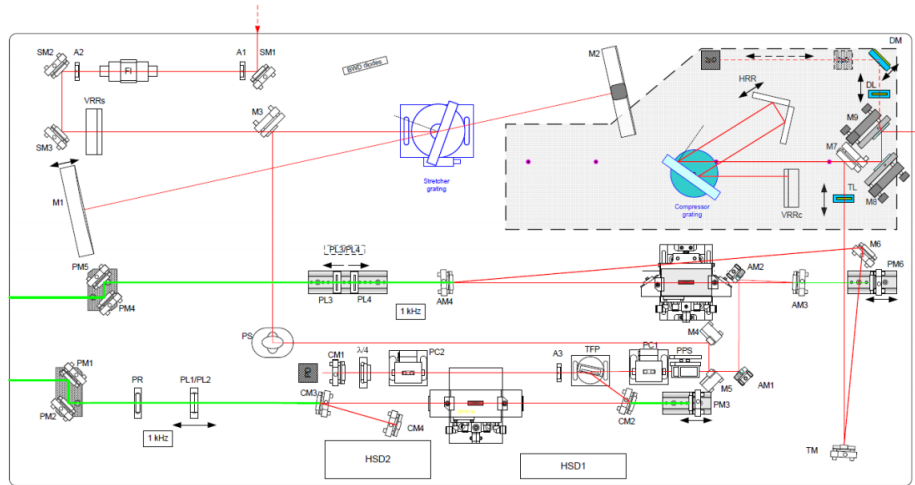 SM2
A2
A1
SM1
FI
SM3
VRRs
M3
BWD diodes
M2
DM
DL
HRR
M9
M7
M8
TL
VRRc
Stretcher
grating
Compressor
grating
M1
PM5
PM4
PL3/PL4
PL3
PL4
1 kHz
AM4
AM2
AM3
M6
PM6
M4
PS
PM1
PM2
PR
PL1/PL2
1 kHz
CM1
λ/4
PC2
CM3
CM4
A3
TFP
PC1
PPS
M5
AM1
CM2
PM3
TM
HSD2
HSD1